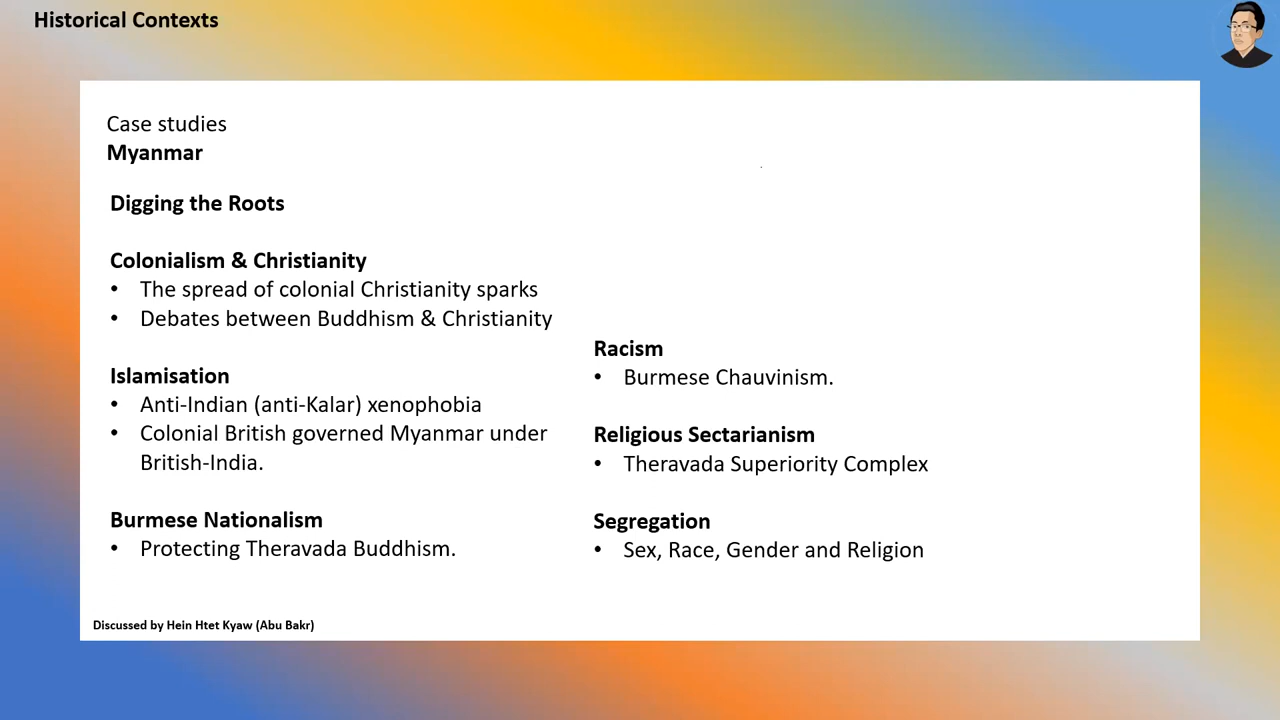 Historical Contexts
Case studies
Myanmar
Digging the Roots
Colonialism & Christianity
• The spread of colonial Christianity sparks
• Debates between Buddhism & Christianity
Islamisation
• Anti-Indian (anti-Kalar) xenophobia
• Colonial British governed Myanmar under
British-India.
Burmese Nationalism
• Protecting Theravada Buddhism.
Racism
• Burmese Chauvinism.
Religious Sectarianism
• Theravada Superiority Complex
Segregation
• Sex, Race, Gender and Religion
Discussed by Hein Htet Kyaw (Abu Bakr)